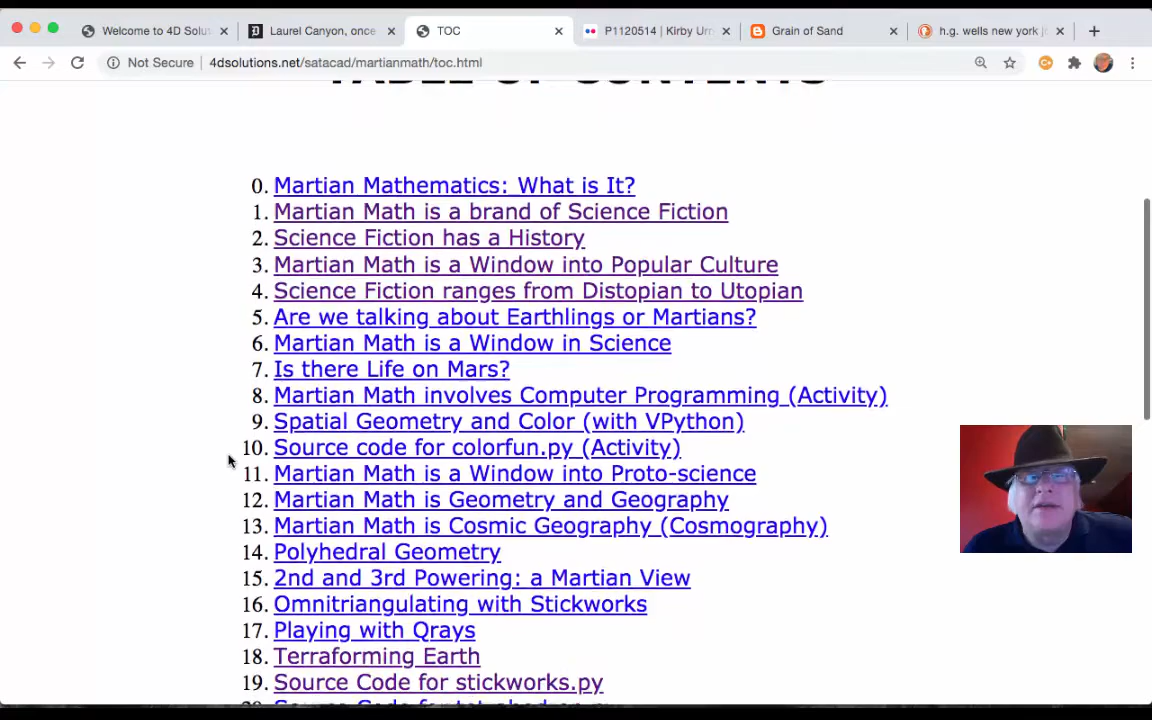 Welcome to 4D Solut
Laurel Canyon, once
TOC
P1120514 | Kirby Urn
Grain of Sand
h.g. wells new york j
Not Secure
4dsolutions.net/satacad/martianmath/toc.html
TABLE OF CONTENTS
0. Martian Mathematics: What is It?
1. Martian Math is a brand of Science Fiction
2. Science Fiction has a History
3. Martian Math is a Window into Popular Culture
4. Science Fiction ranges from Distopian to Utopian
5. Are we talking about Earthlings or Martians?
6. Martian Math is a Window in Science
7. Is there Life on Mars?
8. Martian Math involves Computer Programming (Activity)
9. Spatial Geometry and Color (with VPython)
10. Source code for colorfun.py (Activity)
11. Martian Math is a Window into Proto-science
12. Martian Math is Geometry and Geography
13. Martian Math is Cosmic Geography (Cosmography)
14. Polyhedral Geometry
15. 2nd and 3rd Powering: a Martian View
16. Omnitriangulating with Stickworks
17. Playing with Qrays
18. Terraforming Earth
19. Source Code for stickworks.py